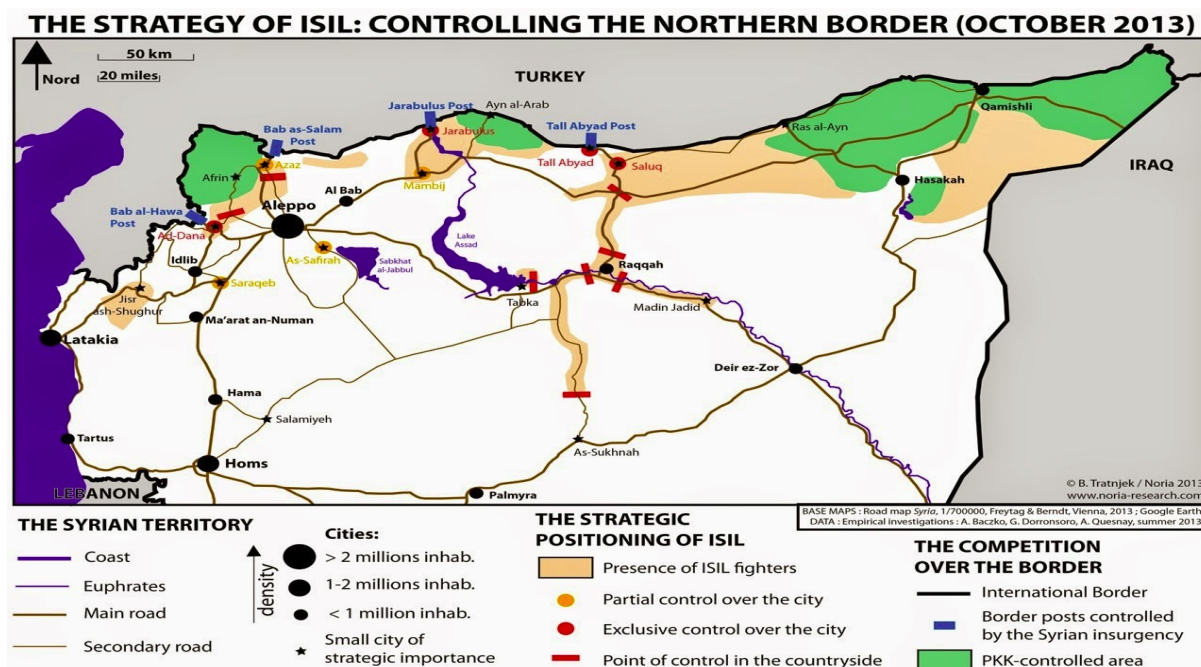 THE STRATEGY OF ISIL: CONTROLLING THE NORTHERN BORDER (OCTOBER 2013)
50 km
20 miles
Nord
TURKEY
Jarabulus Post
Ayn al-Arab
Qamishli
Bab as-Salam
Post
Jarabulus
Tall Abyad Post
Ras al-Ayn
Azaz
Tall Abyad
Saluq
IRAQ
Afrin
Mambij
Hasakah
Al Bab
Bab al-Hawa
Post
Aleppo
Ad-Dana
Lake
Assad
As-Safirah
Sabkhat
al-Jabbul
Idlib
Raqqah
Saraqeb
Tabka
Jisr
ash-Shughur
Madin Jadid
Ma'arat an-Numan
Latakia
Deir ez-Zor
Hama
Salamiyeh
Tartus
As-Sukhnah
Homs
LEBANON
Palmyra
© B. Tratnjek / Noria 2013
www.noria-research.com
BASE MAPS : Road map Syria, 1/700000, Freytag & Berndt, Vienna, 2013 ; Google Earth
DATA : Empirical investigations : A. Baczko, G. Dorronsoro, A. Quesnay, summer 2013
THE SYRIAN TERRITORY
Coast
Euphrates
Main road
Secondary road
density
Cities:
> 2 millions inhab.
1-2 millions inhab.
< 1 million inhab.
Small city of
strategic importance
THE STRATEGIC
POSITIONING OF ISIL
Presence of ISIL fighters
Partial control over the city
Exclusive control over the city
Point of control in the countryside
THE COMPETITION
OVER THE BORDER
International Border
Border posts controlled
by the Syrian insurgency
PKK-controlled area